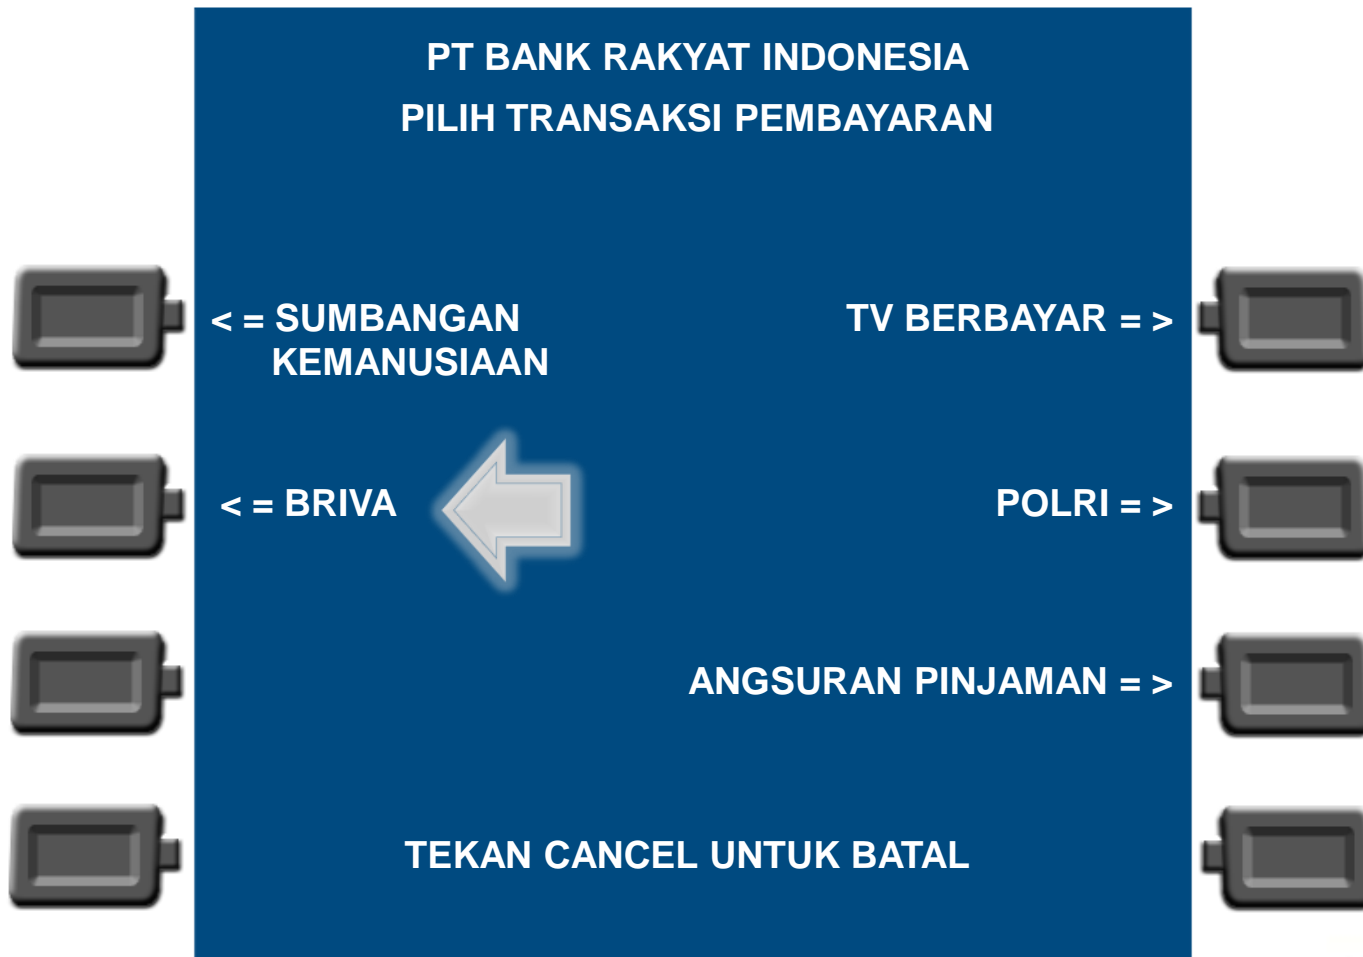 PT BANK RAKYAT INDONESIA
PILIH TRANSAKSI PEMBAYARAN
< = SUMBANGAN
KEMANUSIAAN
TV BERBAYAR = >
< = BRIVA
POLRI = >
ANGSURAN PINJAMAN = >
TEKAN CANCEL UNTUK BATAL